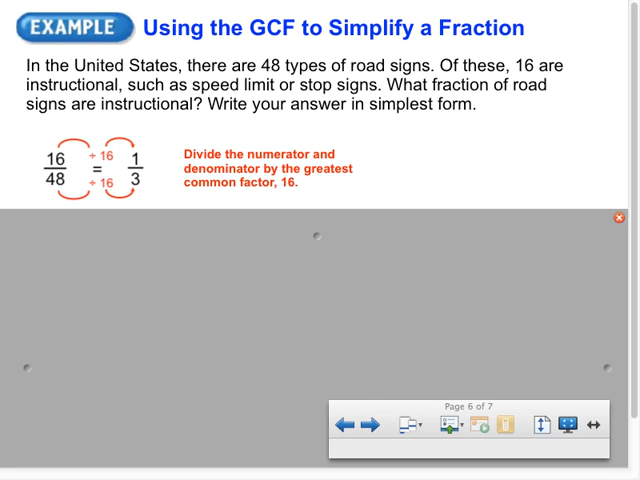 EXAMPLE Using the GCF to Simplify a Fraction
In the United States, there are 48 types of road signs. Of these, 16 are
instructional, such as speed limit or stop signs. What fraction of road
signs are instructional? Write your answer in simplest form.
16/48 ÷ 16 = ÷ 16 1/3
Divide the numerator and
denominator by the greatest
common factor, 16.
Page 6 of 7